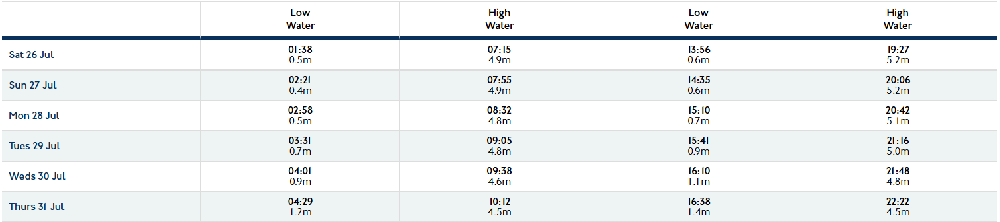 Low High Low High
Water Water Water Water
Sat 26 Jul 01:38 07:15 13:56 19:27
0.5m 4.9m 0.6m 5.2m
Sun 27 Jul 02:21 07:55 14:35 20:06
0.4m 4.9m 0.6m 5.2m
Mon 28 Jul 02:58 08:32 15:10 20:42
0.5m 4.8m 0.7m 5.1m
Tues 29 Jul 03:31 09:05 15:41 21:16
0.7m 4.8m 0.9m 5.0m
Weds 30 Jul 04:01 09:38 16:10 21:48
0.9m 4.6m 1.1m 4.8m
Thurs 31 Jul 04:29 10:12 16:38 22:22
1.2m 4.5m 1.4m 4.5m